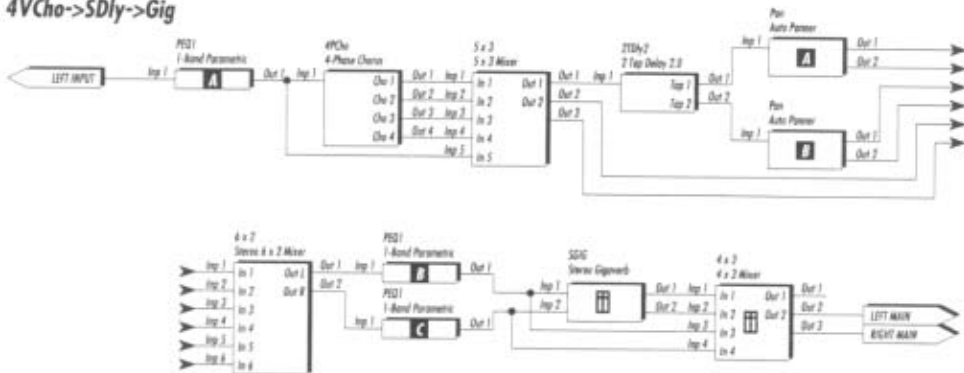 4VCho->SDly->Gig
LEFT INPUT
Inp 1
PEQ1
1-Band Parametric
A
Out 1
Inp 1
4PCho
4-Phase Chorus
Cho 1
Cho 2
Cho 3
Cho 4
Out 1
Out 2
Out 3
Out 4
Inp 1
Inp 2
Inp 3
Inp 4
Inp 5
5 x 3
5 x 3 Mixer
In 1
In 2
In 3
In 4
In 5
Out 1
Out 2
Out 1
Out 2
Out 3
Inp 1
2TDly2
2 Tap Delay 2.0
Tap 1
Tap 2
Out 1
Out 2
Inp 1
Pan
Auto Panner
A
Out 1
Out 2
Inp 1
Pan
Auto Panner
B
Out 1
Out 2
Inp 1
Inp 2
Inp 3
Inp 4
Inp 5
Inp 6
6 x 2
Stereo 6 x 2 Mixer
In 1
In 2
In 3
In 4
In 5
In 6
Out L
Out R
Out 1
Out 2
Inp 1
PEQ1
1-Band Parametric
B
Out 1
Inp 1
PEQ1
1-Band Parametric
C
Out 1
Inp 1
Inp 2
SGIG
Stereo Gigaverb
Out 1
Out 2
Inp 1
Inp 2
Inp 3
Inp 4
4 x 3
4 x 3 Mixer
In 1
In 2
In 3
In 4
Out 1
Out 2
Out 1
Out 2
Out 3
LEFT MAIN
RIGHT MAIN